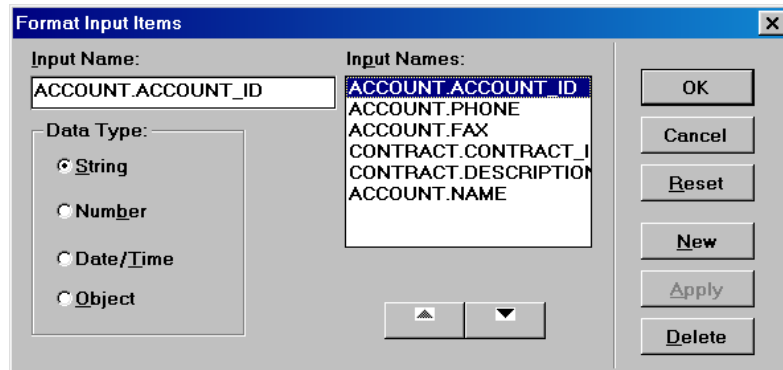 Format Input Items
Input Name:
ACCOUNT.ACCOUNT_ID
Data Type:
String
Number
Date/Time
Object
Input Names:
ACCOUNT.ACCOUNT_ID
ACCOUNT.PHONE
ACCOUNT.FAX
CONTRACT.CONTRACT_I
CONTRACT.DESCRIPTION
ACCOUNT.NAME
OK
Cancel
Reset
New
Apply
Delete